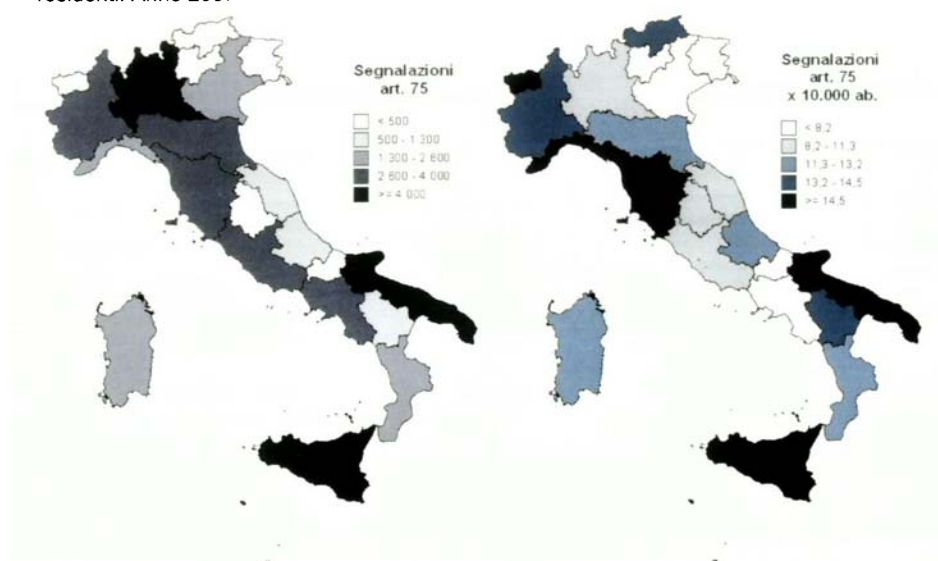 Segnalazioni
art. 75
< 500
500 - 1 300
1 300 - 2 600
2 600 - 4 000
>= 4 000
Segnalazioni
art. 75
x 10.000 ab.
< 8,2
8,2 - 11,3
11,3 - 13,2
13,2 - 14,5
>= 14,5